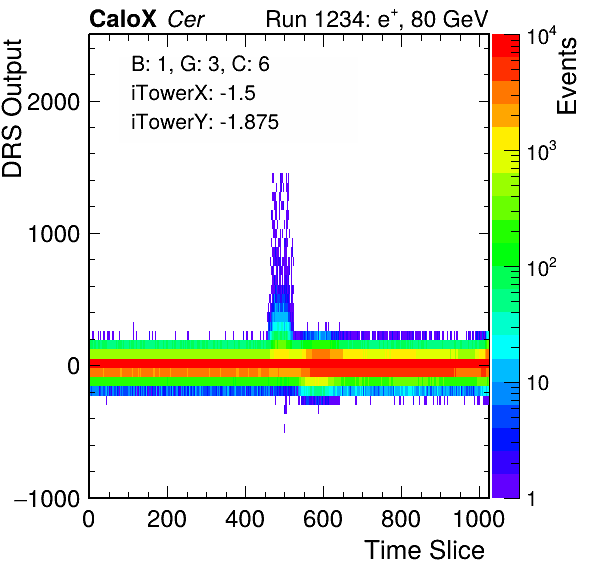 CaloX Cer Run 1234: e⁺, 80 GeV
B: 1, G: 3, C: 6
iTowerX: -1.5
iTowerY: -1.875
DRS Output
2000
1000
0
−1000
0 200 400 600 800 1000
Time Slice
Events
10⁴
10³
10²
10
1